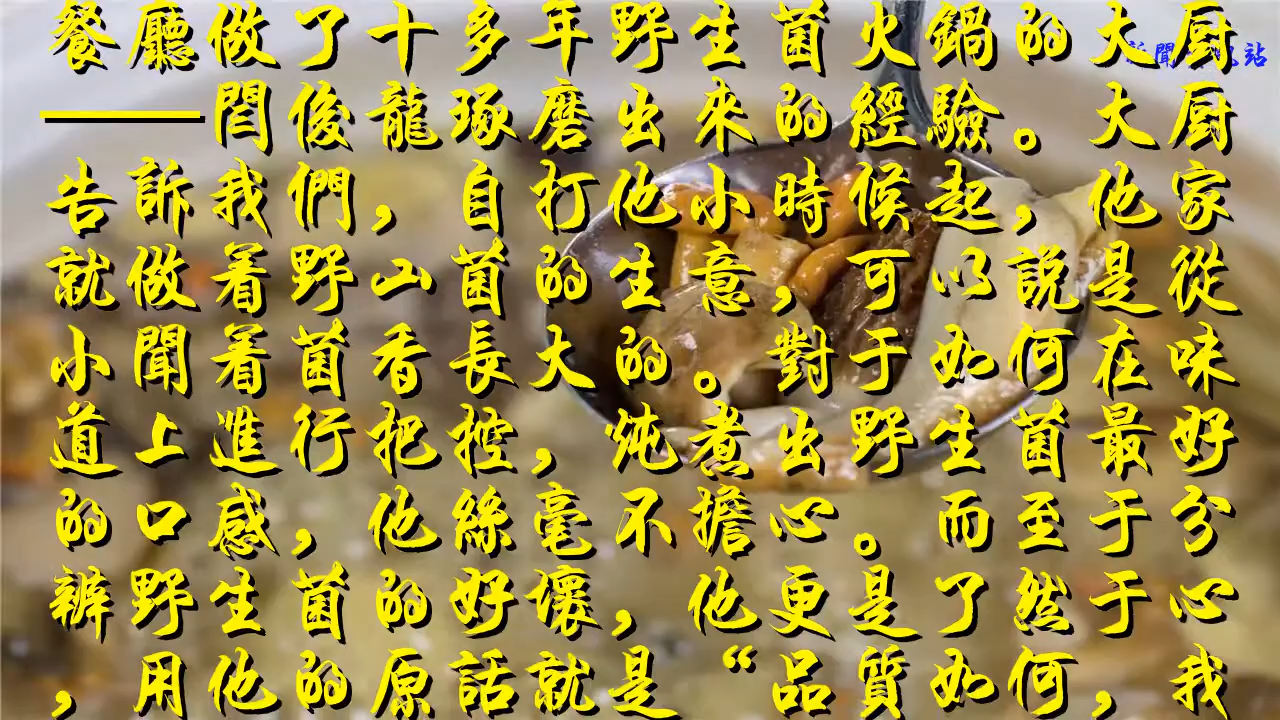 餐廳做了十多年野生菌火鍋的大厨
——閆俊龍琢磨出來的經驗。大厨
告訴我們，自打他小時候起，他家
就做着野山菌的生意，可以說是從
小聞着菌香長大的。對于如何在味
道上進行把控，炖煮出野生菌最好
的口感，他絲毫不擔心。而至于分
辨野生菌的好壞，他更是了然于心
，用他的原話就是“品質如何，我